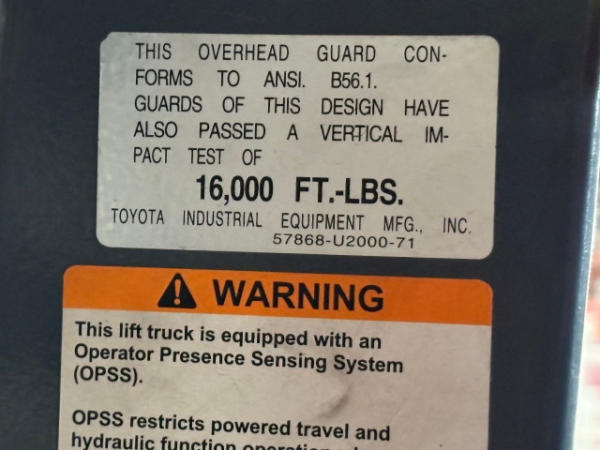 THIS OVERHEAD GUARD CON-
FORMS TO ANSI. B56.1.
GUARDS OF THIS DESIGN HAVE
ALSO PASSED A VERTICAL IM-
PACT TEST OF
16,000 FT.-LBS.
TOYOTA INDUSTRIAL EQUIPMENT MFG., INC.
57868-U2000-71
WARNING
This lift truck is equipped with an
Operator Presence Sensing System
(OPSS).
OPSS restricts powered travel and
hydraulic function